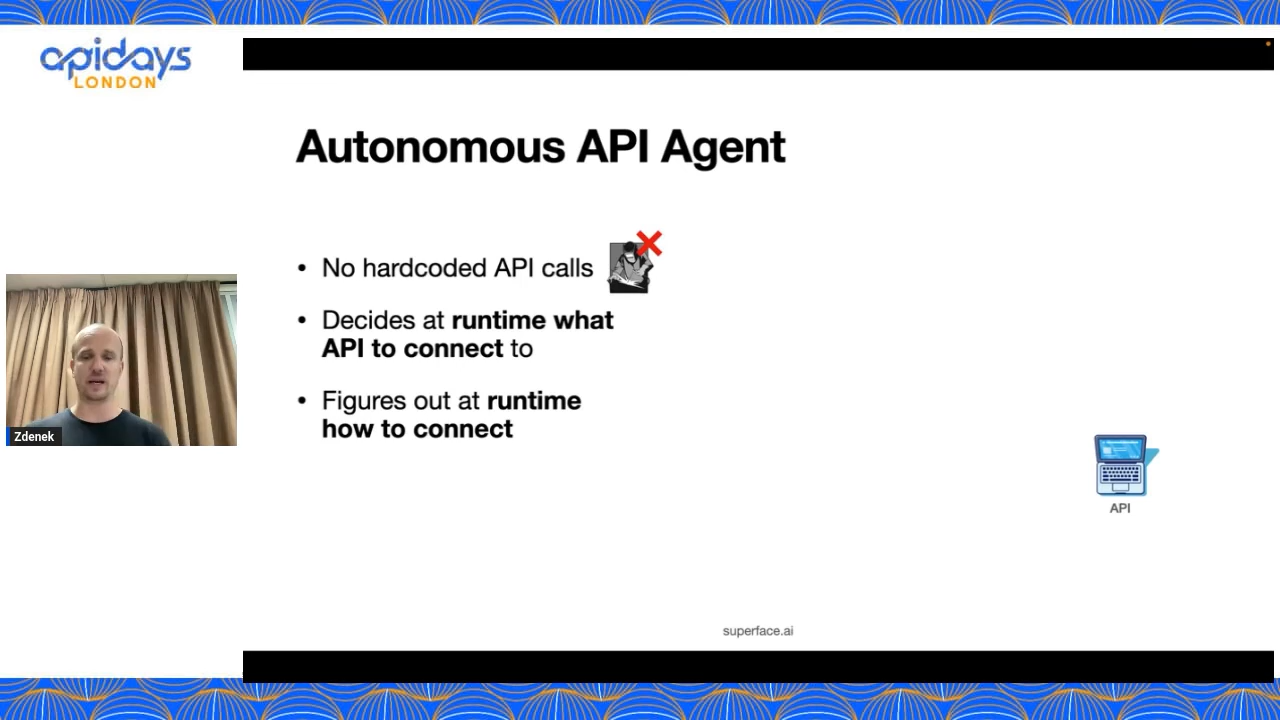 apidays
LONDON
Autonomous API Agent
• No hardcoded API calls
• Decides at runtime what
API to connect to
• Figures out at runtime
how to connect
Zdenek
API
superface.ai